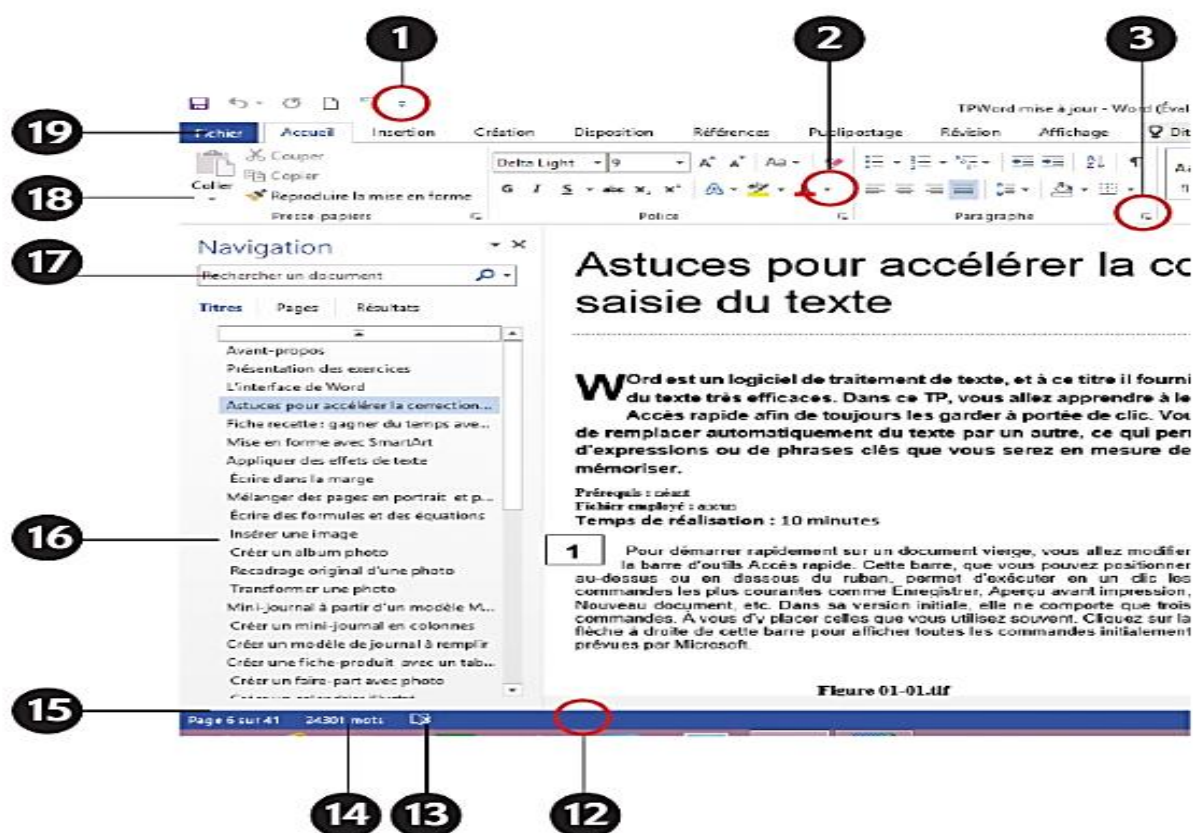 1 2 3
TPWord mise à jour - Word (Éval
19
Fichier Accueil Insertion Création Disposition Références Publipostage Révision Affichage Dit
Couper
Copier
Coller
Reproduire la mise en forme
Delta Light 9
Aa
G I S abc X, X²
18
Presse-papiers Police Paragraphe
Navigation
17
Rechercher un document
Titres Pages Résultats
Avant-propos
Présentation des exercices
L'interface de Word
Astuces pour accélérer la correction...
Fiche recette : gagner du temps ave...
Mise en forme avec SmartArt
Appliquer des effets de texte
Écrire dans la marge
Mélanger des pages en portrait et p...
Écrire des formules et des équations
Insérer une image
16
Créer un album photo
Recadrage original d'une photo
Transformer une photo
Mini-journal à partir d'un modèle M...
Créer un mini-journal en colonnes
Créer un modèle de journal à remplir
Créer une fiche-produit avec un tab...
Créer un faire-part avec photo
Astuces pour accélérer la cc
saisie du texte
WOrd est un logiciel de traitement de texte, et à ce titre il fourni
du texte très efficaces. Dans ce TP, vous allez apprendre à le
Accès rapide afin de toujours les garder à portée de clic. Vou
de remplacer automatiquement du texte par un autre, ce qui per
d'expressions ou de phrases clés que vous serez en mesure de
mémoriser.
Prérequis : néant
Fichier employé : aucun
Temps de réalisation : 10 minutes
1 Pour démarrer rapidement sur un document vierge, vous allez modifier
la barre d'outils Accès rapide. Cette barre, que vous pouvez positionner
au-dessus ou en dessous du ruban, permet d'exécuter en un clic les
commandes les plus courantes comme Enregistrer, Aperçu avant impression,
Nouveau document, etc. Dans sa version initiale, elle ne comporte que trois
commandes. À vous d'y placer celles que vous utilisez souvent. Cliquez sur la
flèche à droite de cette barre pour afficher toutes les commandes initialement
prévues par Microsoft.
Figure 01-01.tif
15
Page 6 sur 41 24301 mots
14 13 12